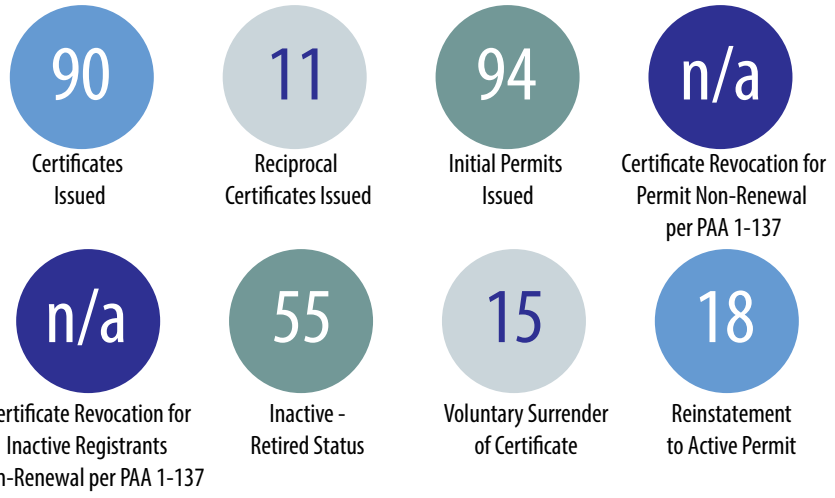 90
11
94
n/a
Certificates
Issued
Reciprocal
Certificates Issued
Initial Permits
Issued
Certificate Revocation for
Permit Non-Renewal
per PAA 1-137
n/a
55
15
18
ertificate Revocation for
Inactive Registrants
n-Renewal per PAA 1-137
Inactive -
Retired Status
Voluntary Surrender
of Certificate
Reinstatement
to Active Permit